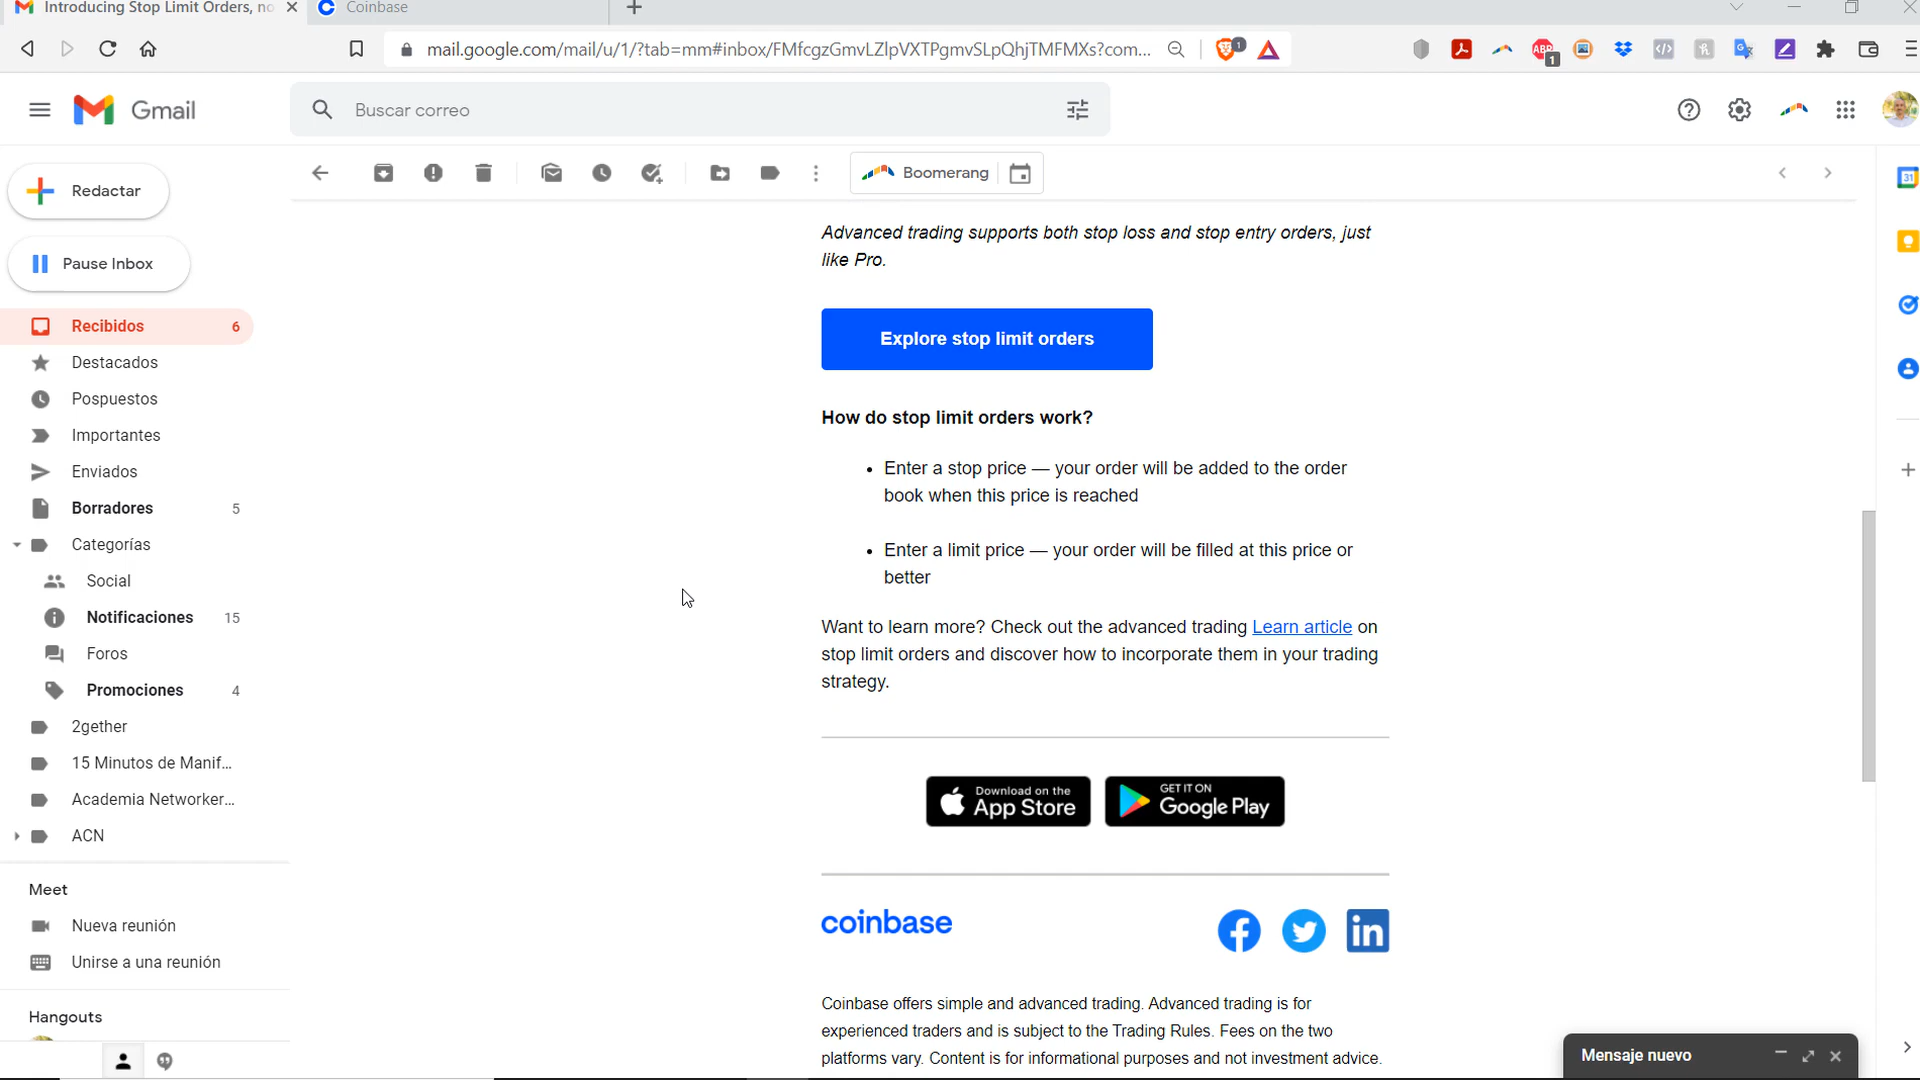 Introducing Stop Limit Orders, no
Coinbase
mail.google.com/mail/u/1/?tab=mm#inbox/FMfcgzGmvLZlpVXTPgmvSLpQhjTMFMXs?com...
1
ABP
1
Gmail
Buscar correo
Redactar
Boomerang
31
Pause Inbox
Recibidos 6
Destacados
Pospuestos
Importantes
Enviados
Borradores 5
Categorías
Social
Notificaciones 15
Foros
Promociones 4
2gether
15 Minutos de Manif...
Academia Networker...
ACN
Meet
Nueva reunión
Unirse a una reunión
Hangouts
Advanced trading supports both stop loss and stop entry orders, just
like Pro.
Explore stop limit orders
How do stop limit orders work?
• Enter a stop price — your order will be added to the order
book when this price is reached
• Enter a limit price — your order will be filled at this price or
better
Want to learn more? Check out the advanced trading Learn article on
stop limit orders and discover how to incorporate them in your trading
strategy.
Download on the
App Store
GET IT ON
Google Play
coinbase
in
Coinbase offers simple and advanced trading. Advanced trading is for
experienced traders and is subject to the Trading Rules. Fees on the two
platforms vary. Content is for informational purposes and not investment advice.
Mensaje nuevo